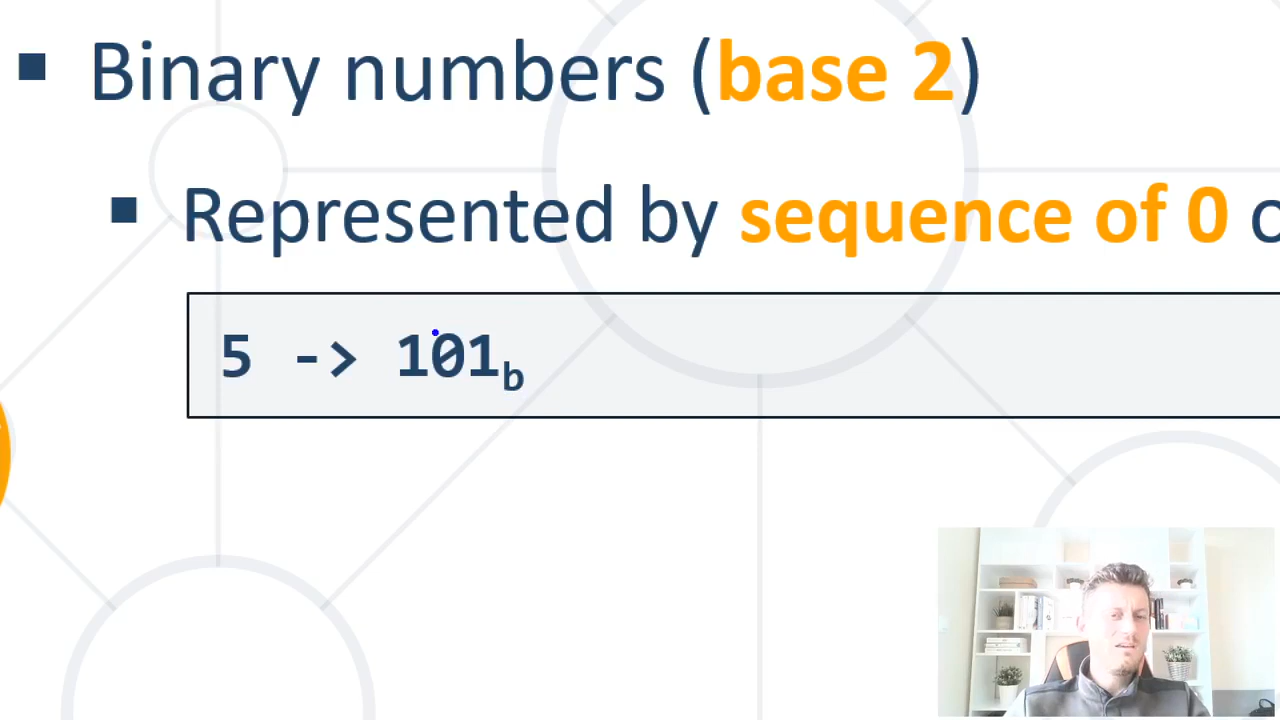 ▪ Binary numbers (base 2)
▪ Represented by sequence of 0
5 -> 101b